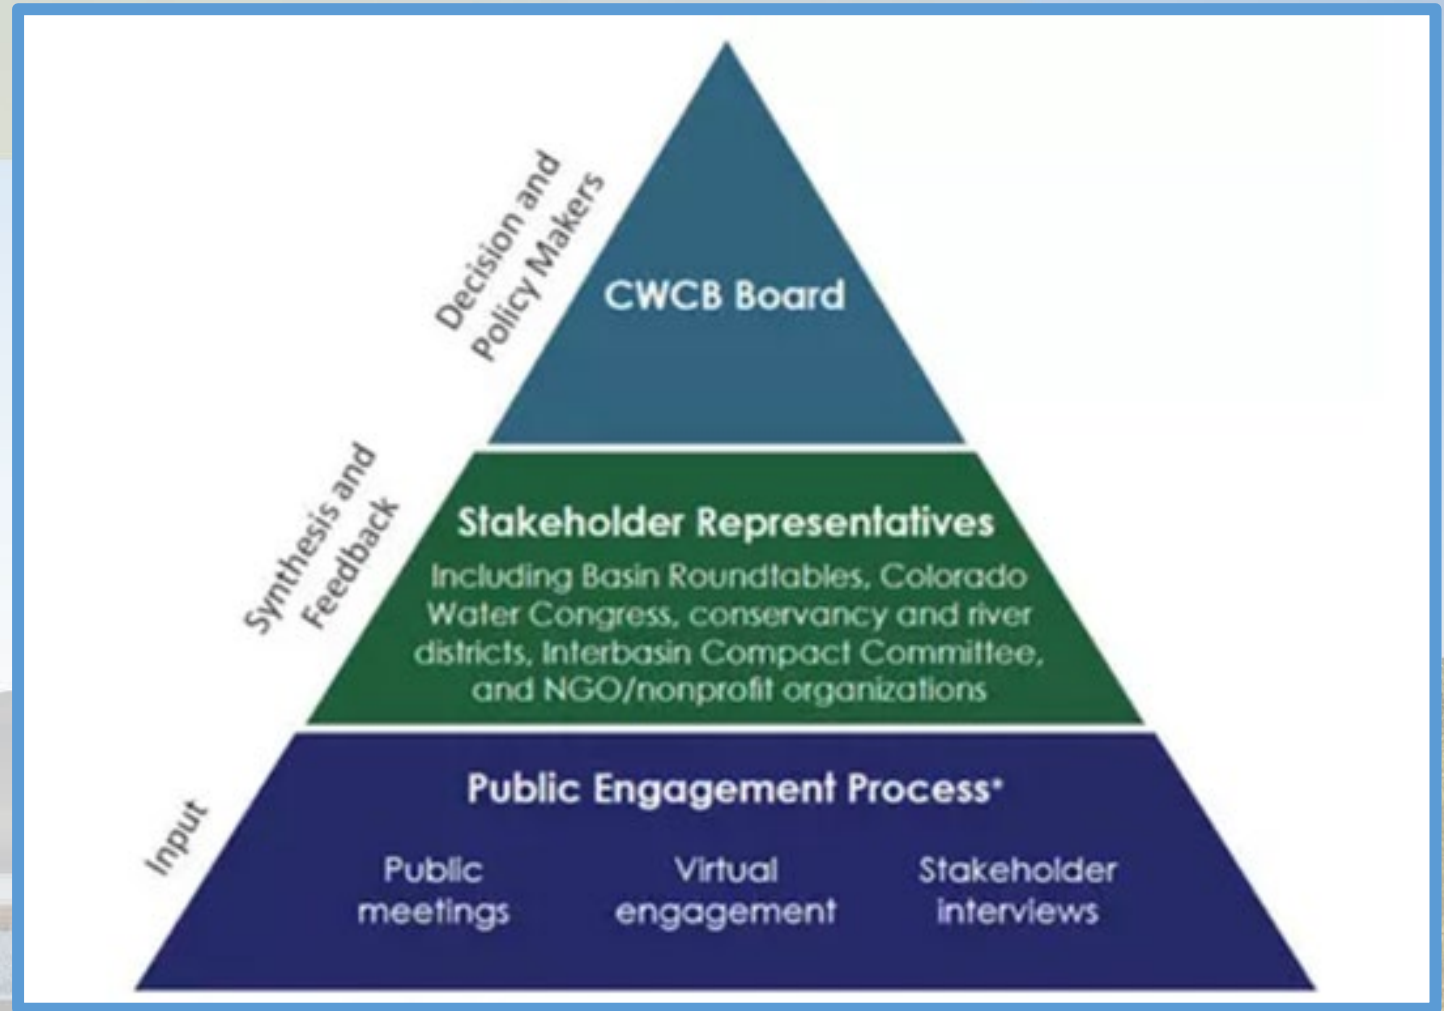 Decision and
Policy Makers
CWCB Board
Synthesis and
Feedback
Stakeholder Representatives
Including Basin Roundtables, Colorado
Water Congress, conservancy and river
districts, Interbasin Compact Committee,
and NGO/nonprofit organizations
Input
Public Engagement Process*
Public
meetings
Virtual
engagement
Stakeholder
interviews